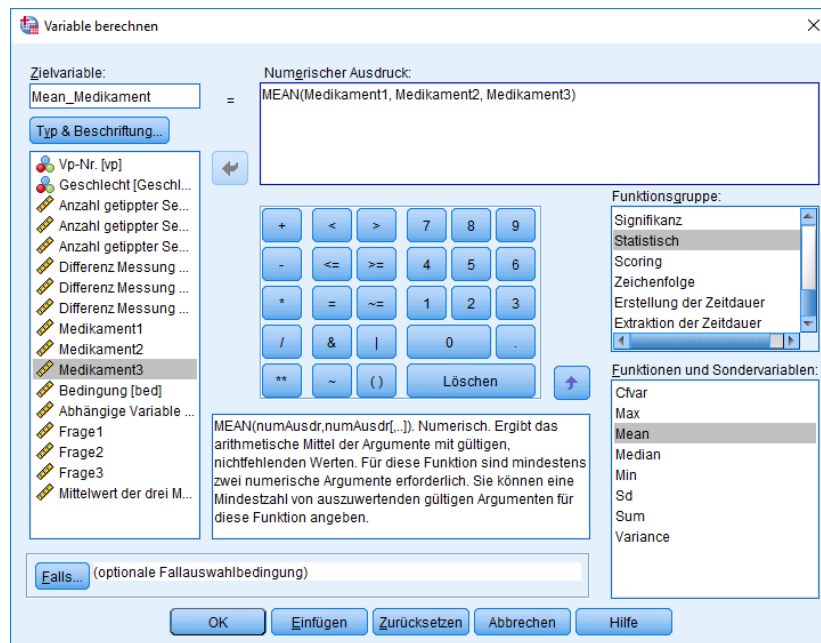 Variable berechnen
Zielvariable:
Mean_Medikament
=
Numerischer Ausdruck:
MEAN(Medikament1, Medikament2, Medikament3)
Typ & Beschriftung...
Vp-Nr. [vp]
Geschlecht [Geschl...
Anzahl getippter Se...
Anzahl getippter Se...
Anzahl getippter Se...
Differenz Messung ...
Differenz Messung ...
Differenz Messung ...
Medikament1
Medikament2
Medikament3
Bedingung [bed]
Abhängige Variable ...
Frage1
Frage2
Frage3
Mittelwert der drei M...
+ < > 7 8 9
- <= >= 4 5 6
* = ~= 1 2 3
/ & | 0 .
** ~ ( ) Löschen
Funktionsgruppe:
Signifikanz
Statistisch
Scoring
Zeichenfolge
Erstellung der Zeitdauer
Extraktion der Zeitdauer
Funktionen und Sondervariablen:
Cfvar
Max
Mean
Median
Min
Sd
Sum
Variance
MEAN(numAusdr,numAusdr[,..]). Numerisch. Ergibt das
arithmetische Mittel der Argumente mit gültigen,
nichtfehlenden Werten. Für diese Funktion sind mindestens
zwei numerische Argumente erforderlich. Sie können eine
Mindestzahl von auszuwertenden gültigen Argumenten für
diese Funktion angeben.
Falls... (optionale Fallauswahlbedingung)
OK Einfügen Zurücksetzen Abbrechen Hilfe